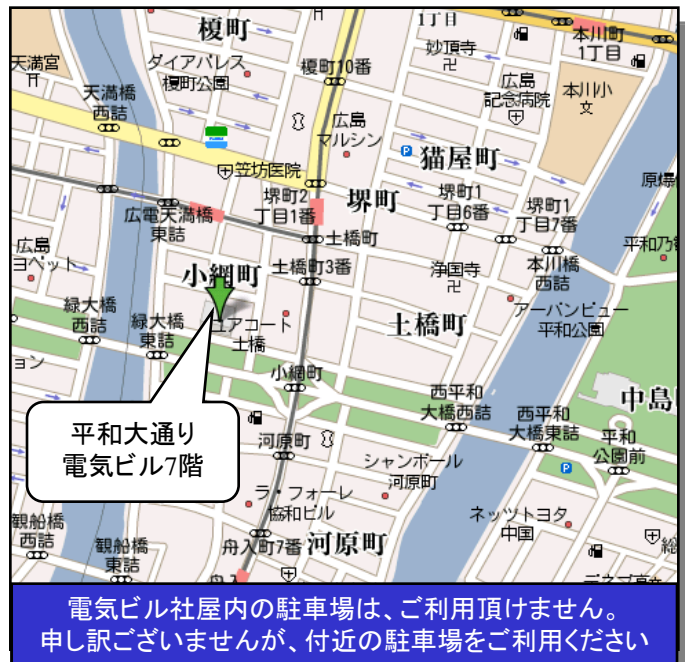 榎町
1丁目
本川町
1丁目
妙頂寺
天満宮
ダイアパレス
榎町公園
榎町10番
広島
記念病院
本川小
天満橋
西詰
広島
マルシン
猫屋町
笠坊医院
原爆
堺町2
丁目1番
堺町
堺町1
丁目6番
堺町1
丁目7番
広電天満橋
東詰
土橋町
平和乃
広島
ヨペット
小網町
土橋町3番
浄国寺
本川橋
西詰
緑大橋
西詰
緑大橋
東詰
ユアコート
土橋
土橋町
アーバンビュー
平和公園
ョン
小網町
西平和
大橋西詰
西平和
大橋東詰
中島
平和
公園前
平和大通り
電気ビル7階
河原町
シャンボール
河原町
ラ・フォーレ
協和ビル
ネッツトヨタ
中国
観船橋
西詰
観船橋
東詰
舟入町7番
河原町
総
舟入
電気ビル社屋内の駐車場は、ご利用頂けません。
申し訳ございませんが、付近の駐車場をご利用ください